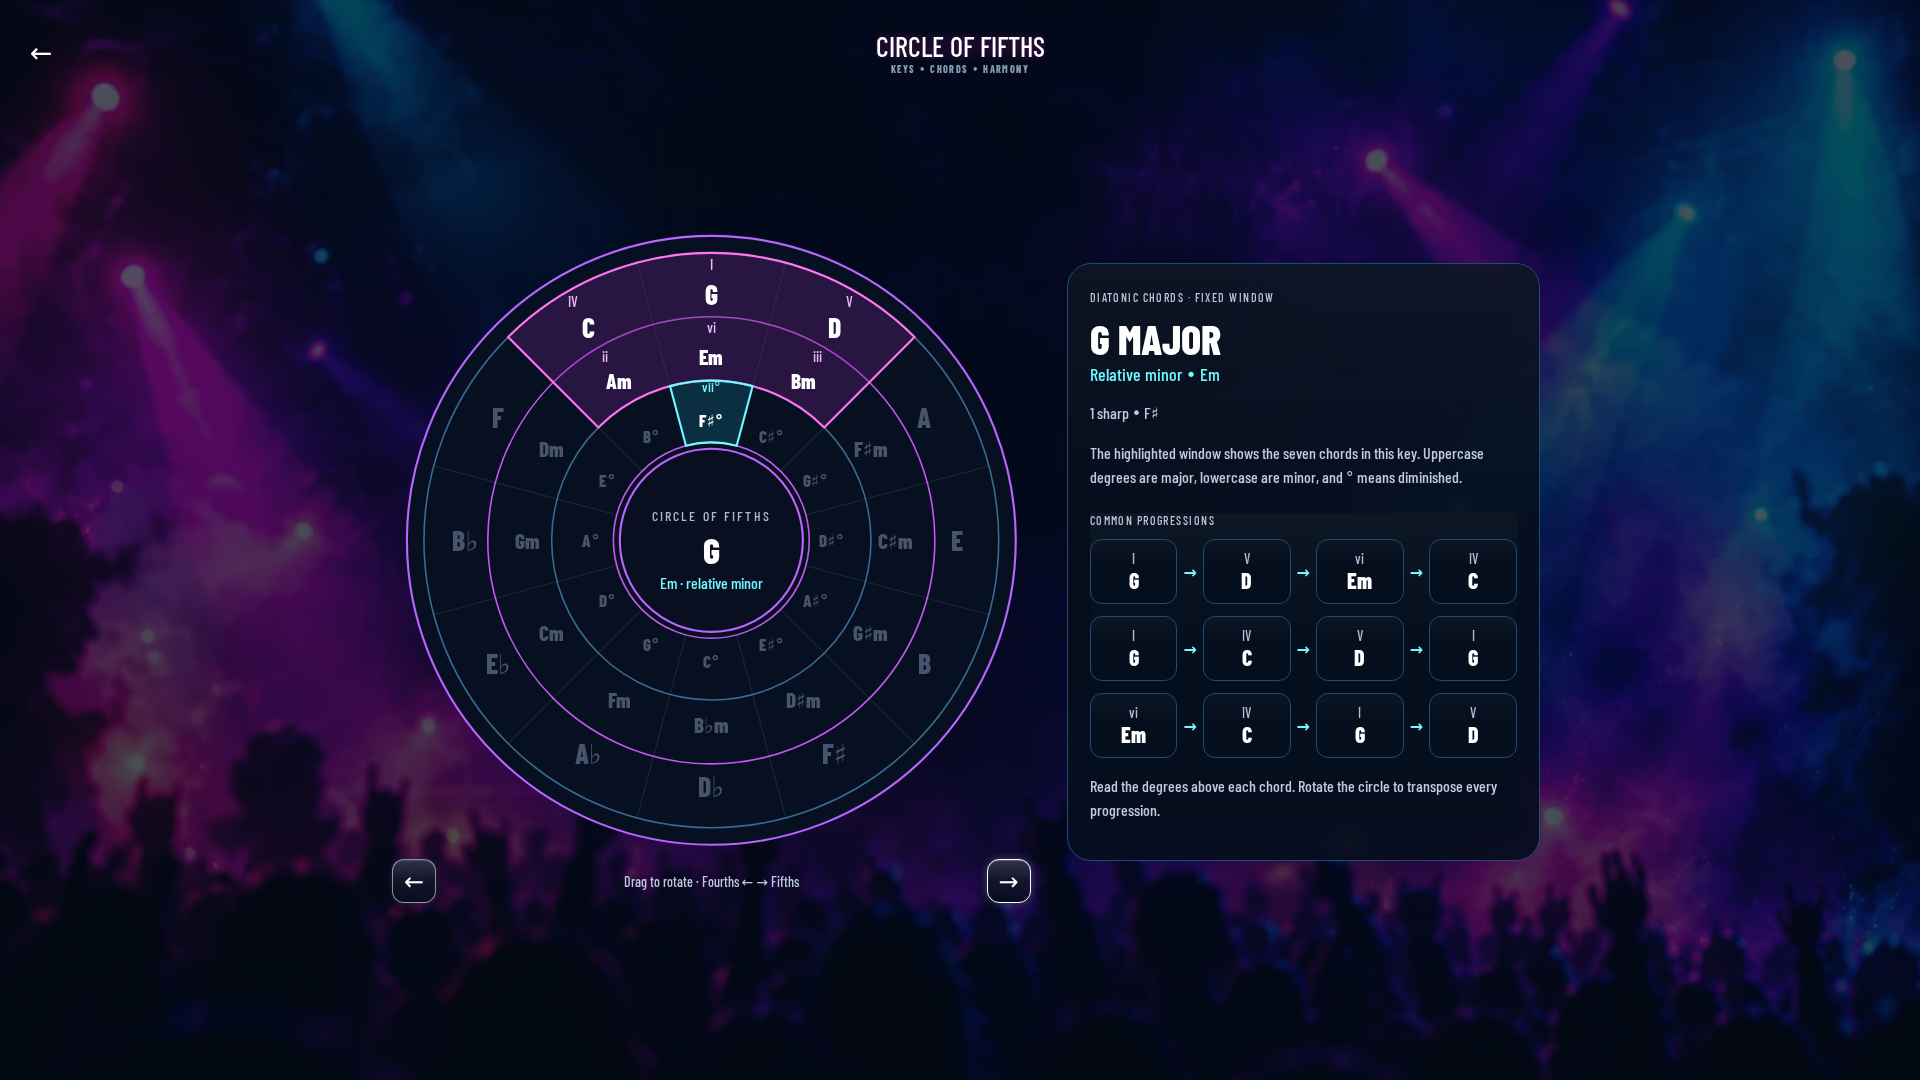 ←
CIRCLE OF FIFTHS
KEYS • CHORDS • HARMONY
I
G
IV
C
V
D
vi
Em
ii
Am
iii
Bm
vii°
F♯°
F
A
Dm
B°
C♯°
F♯m
E°
G♯°
B♭
Gm
A°
D♯°
C♯m
E
CIRCLE OF FIFTHS
G
Em · relative minor
D°
A♯°
Cm
G°
C°
E♯°
G♯m
E♭
B
Fm
B♭m
D♯m
A♭
D♭
F♯
←
Drag to rotate · Fourths ← → Fifths
→
DIATONIC CHORDS · FIXED WINDOW
G MAJOR
Relative minor • Em
1 sharp • F♯
The highlighted window shows the seven chords in this key. Uppercase
degrees are major, lowercase are minor, and ° means diminished.
COMMON PROGRESSIONS
I V vi IV
G → D → Em → C
I IV V I
G → C → D → G
vi IV I V
Em → C → G → D
Read the degrees above each chord. Rotate the circle to transpose every
progression.